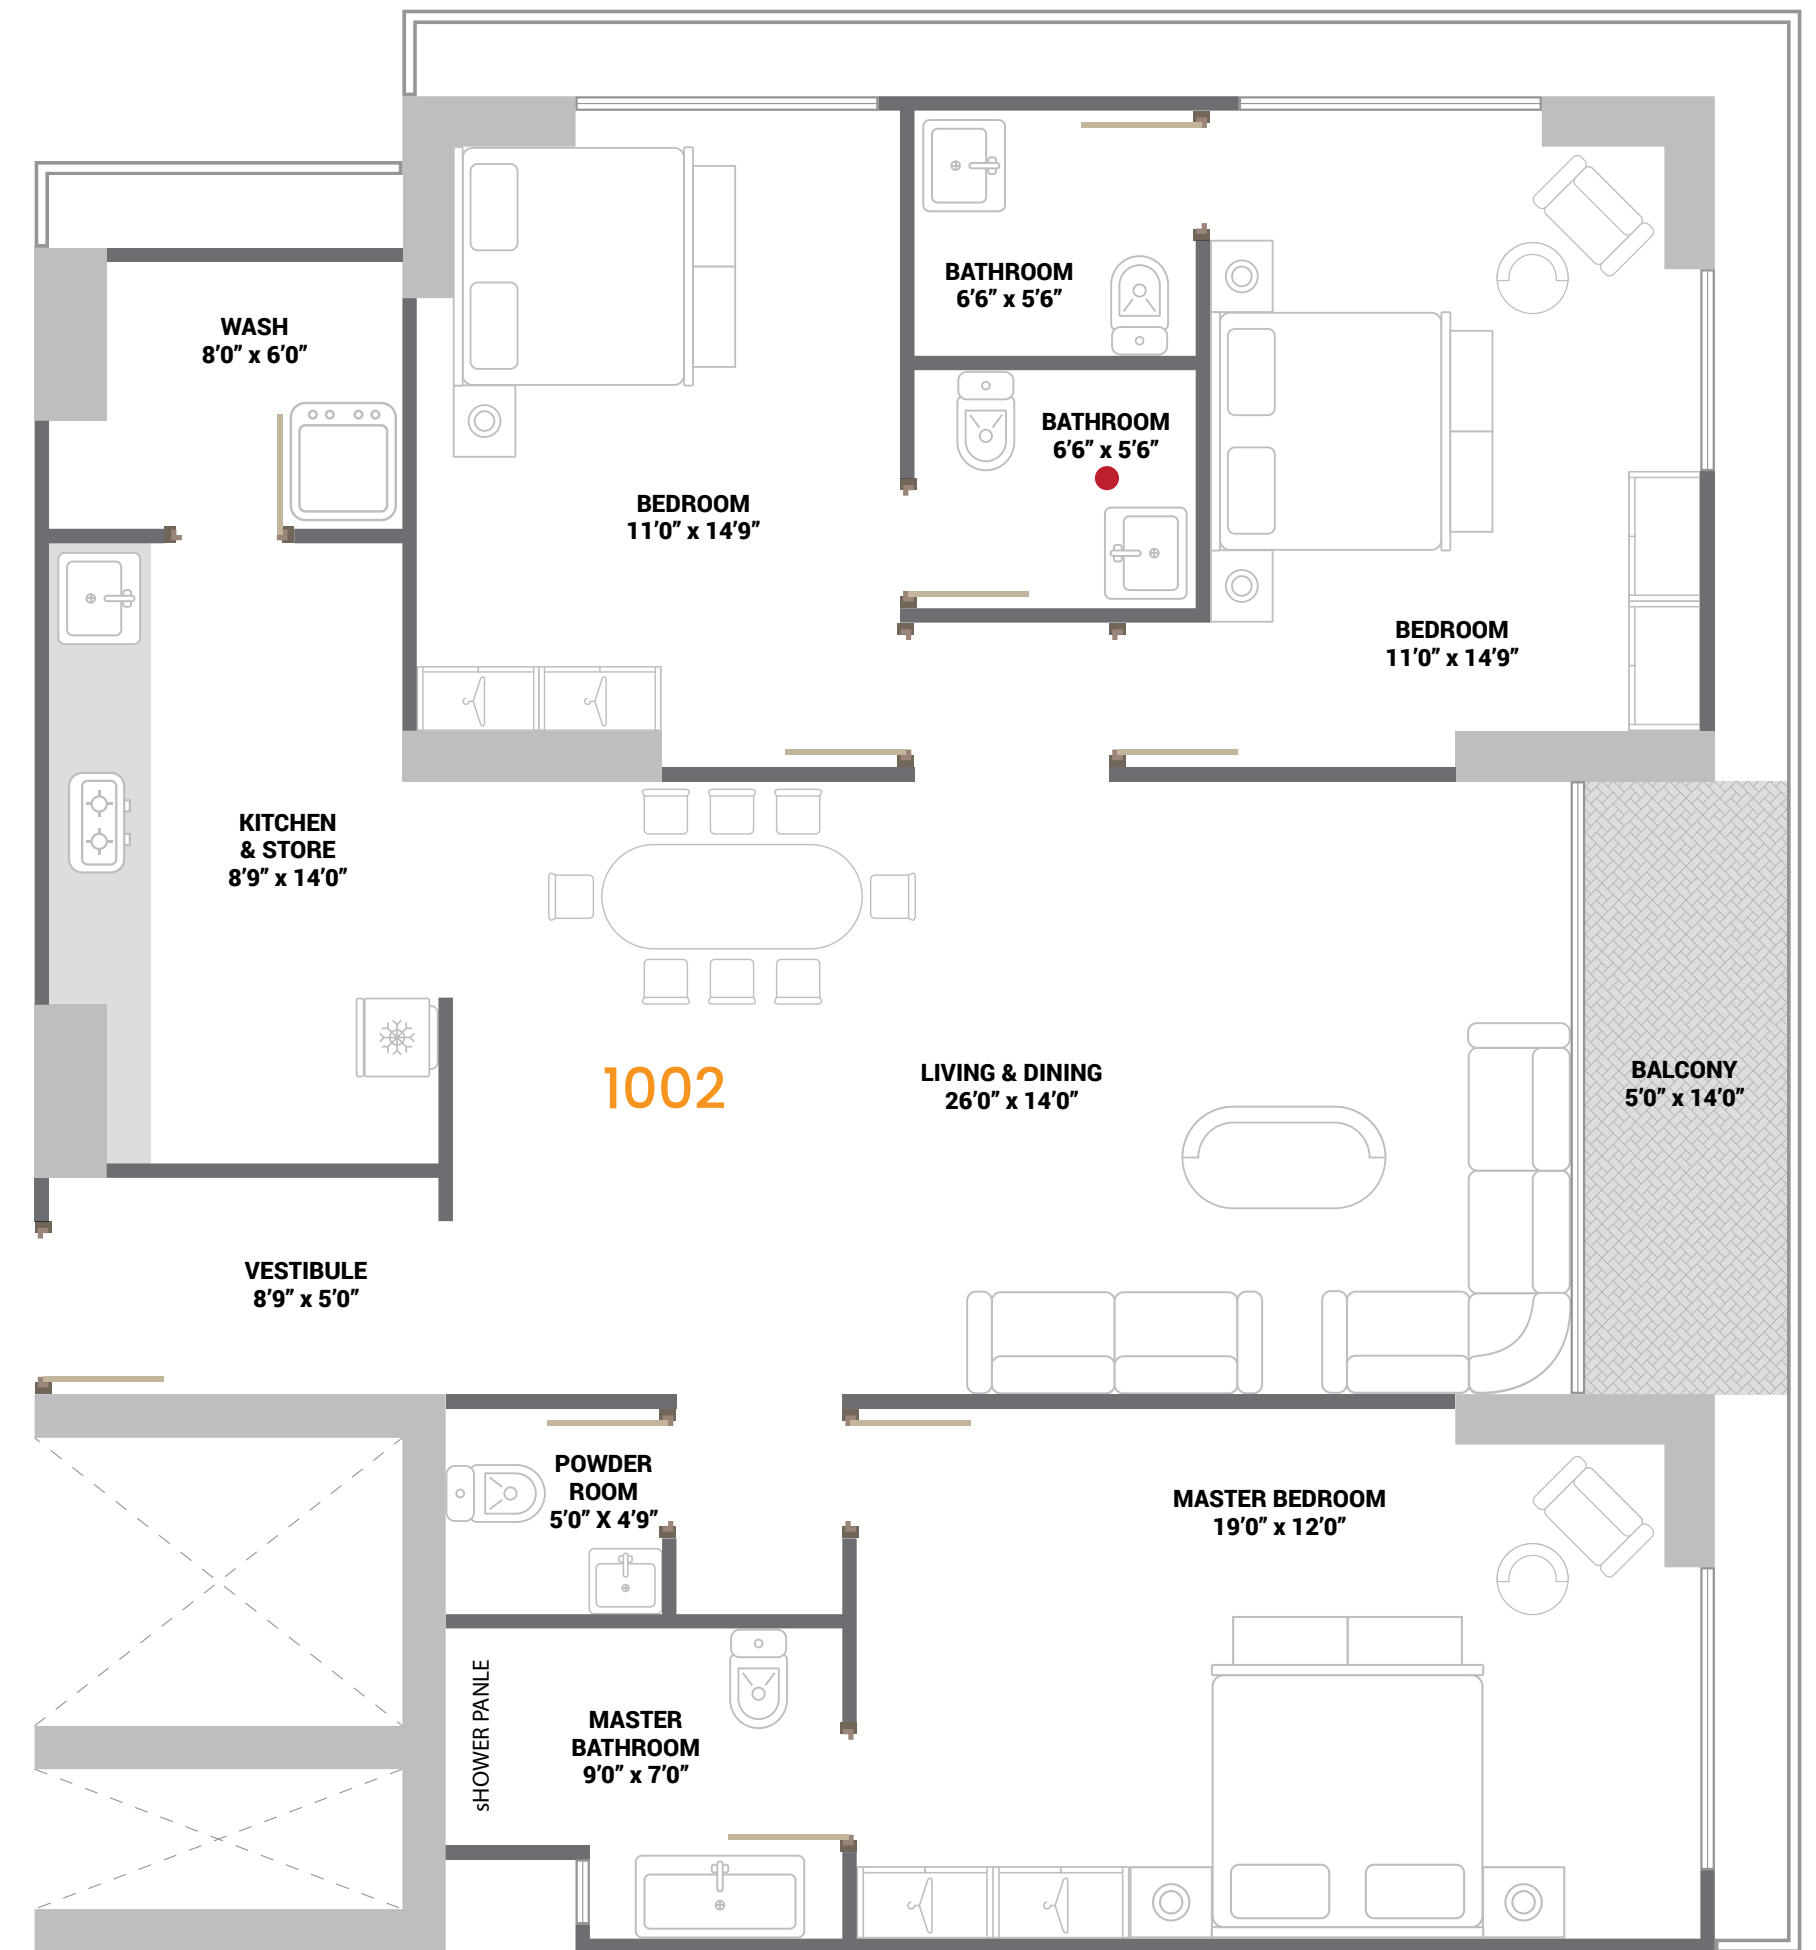 BATHROOM
6’6” x 5’6”
WASH
8’0” x 6’0”
BATHROOM
6’6” x 5’6”
BEDROOM
11’0” x 14’9”
BEDROOM
11’0” x 14’9”
KITCHEN
& STORE
8’9” x 14’0”
1002
LIVING & DINING
26’0” x 14’0”
BALCONY
5’0” x 14’0”
VESTIBULE
8’9” x 5’0”
POWDER
ROOM
5’0” X 4’9”
MASTER BEDROOM
19’0” x 12’0”
sHOWER PANLE
MASTER
BATHROOM
9’0” x 7’0”